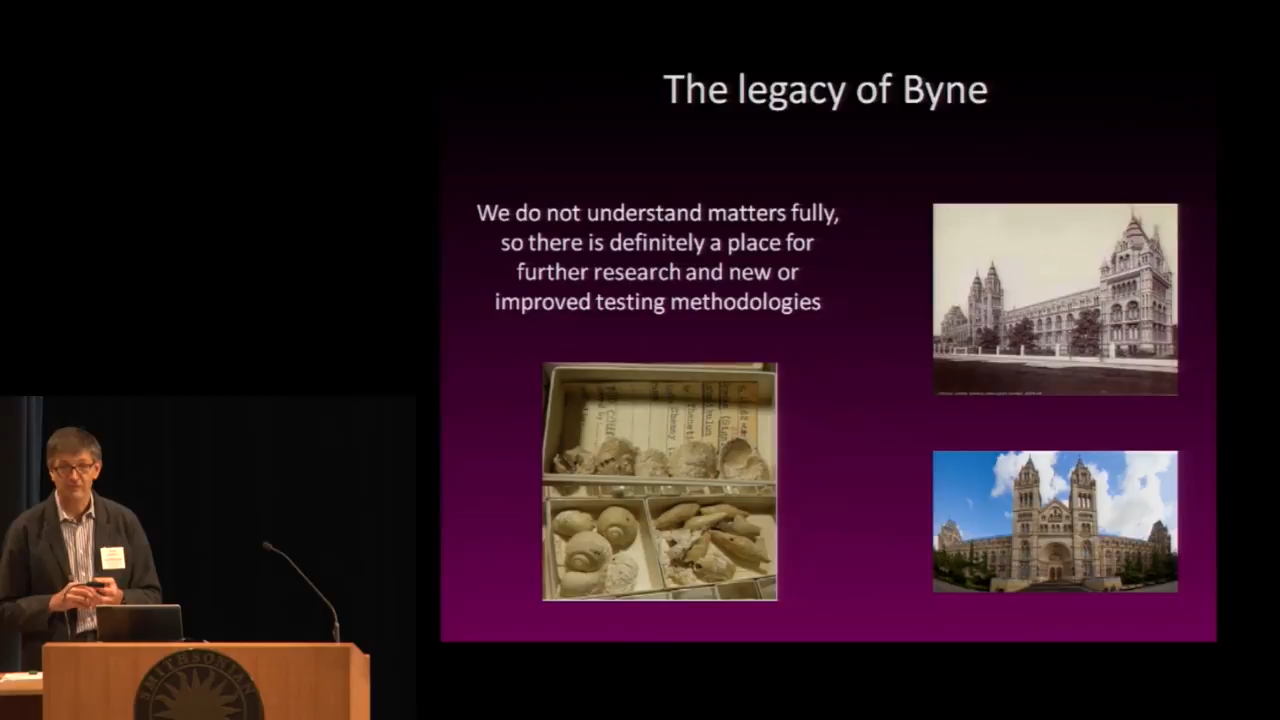 The legacy of Byne
We do not understand matters fully,
so there is definitely a place for
further research and new or
improved testing methodologies
SMITHSONIAN